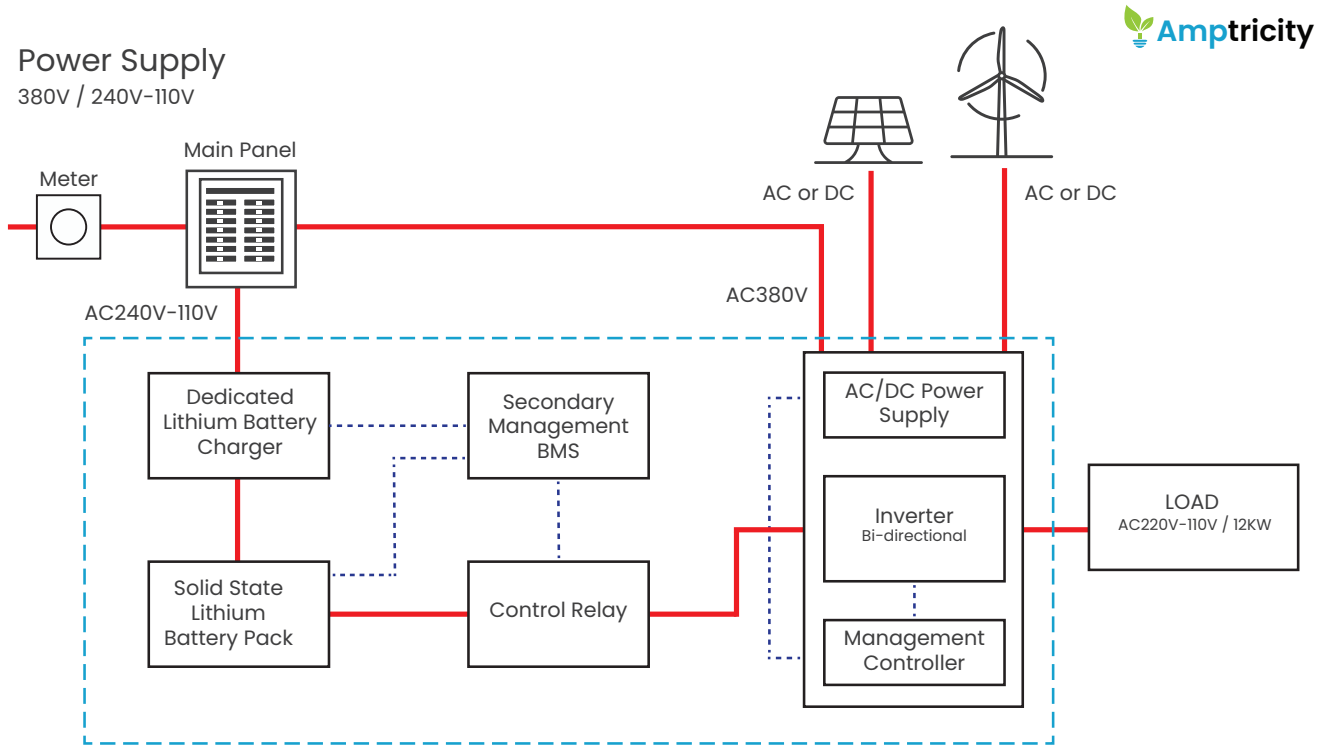 Amptricity
Power Supply
380V / 240V-110V
Main Panel
Meter
AC or DC
AC or DC
AC240V-110V
AC380V
Dedicated
Lithium Battery
Charger
Secondary
Management
BMS
AC/DC Power
Supply
Inverter
Bi-directional
LOAD
AC220V-110V / 12KW
Solid State
Lithium
Battery Pack
Control Relay
Management
Controller